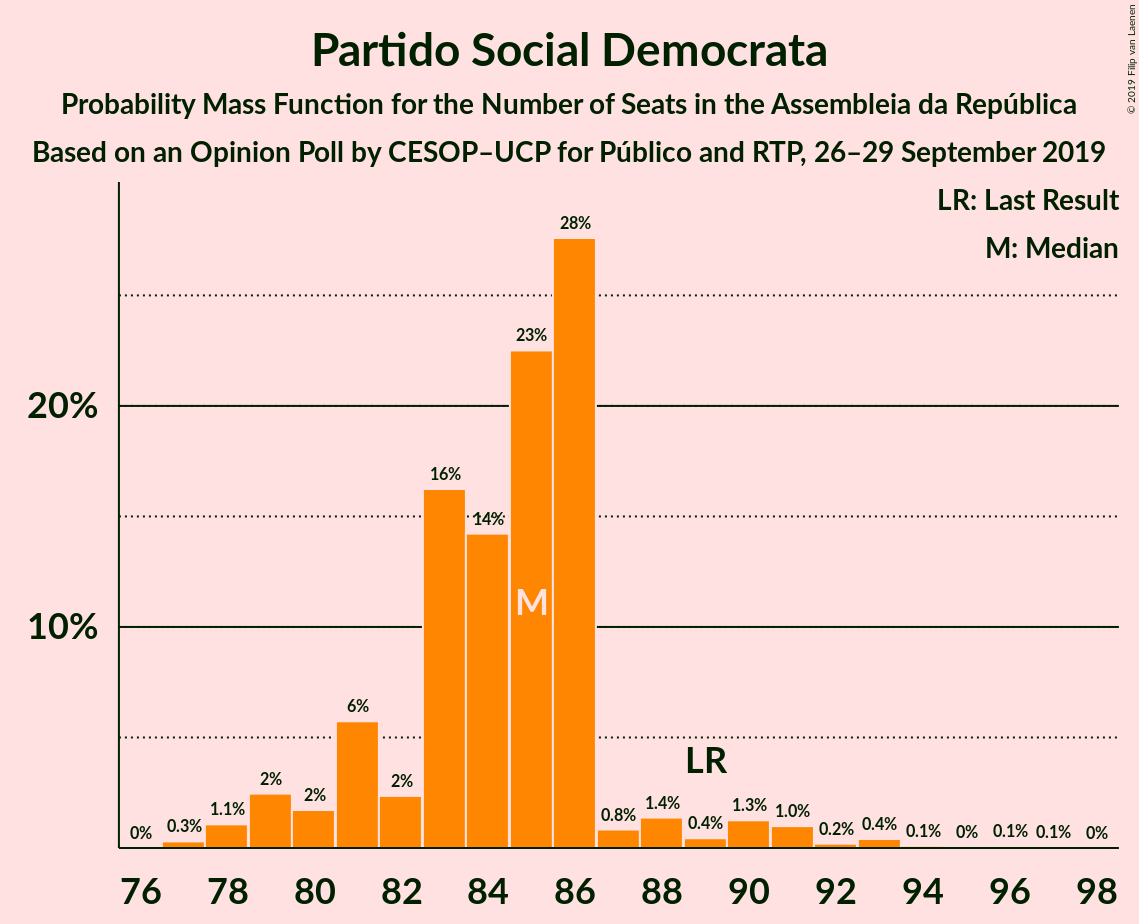 Partido Social Democrata
Probability Mass Function for the Number of Seats in the Assembleia da República
Based on an Opinion Poll by CESOP–UCP for Público and RTP, 26–29 September 2019
© 2019 Filip van Laenen
LR: Last Result
M: Median
28%
23%
20%
16%
14%
M
10%
6%
LR
2%
2%
2%
1.1%
1.4%
1.3%
1.0%
0%
0.3%
0.8%
0.4%
0.2%
0.4%
0.1%
0%
0.1%
0.1%
0%
76 78 80 82 84 86 88 90 92 94 96 98